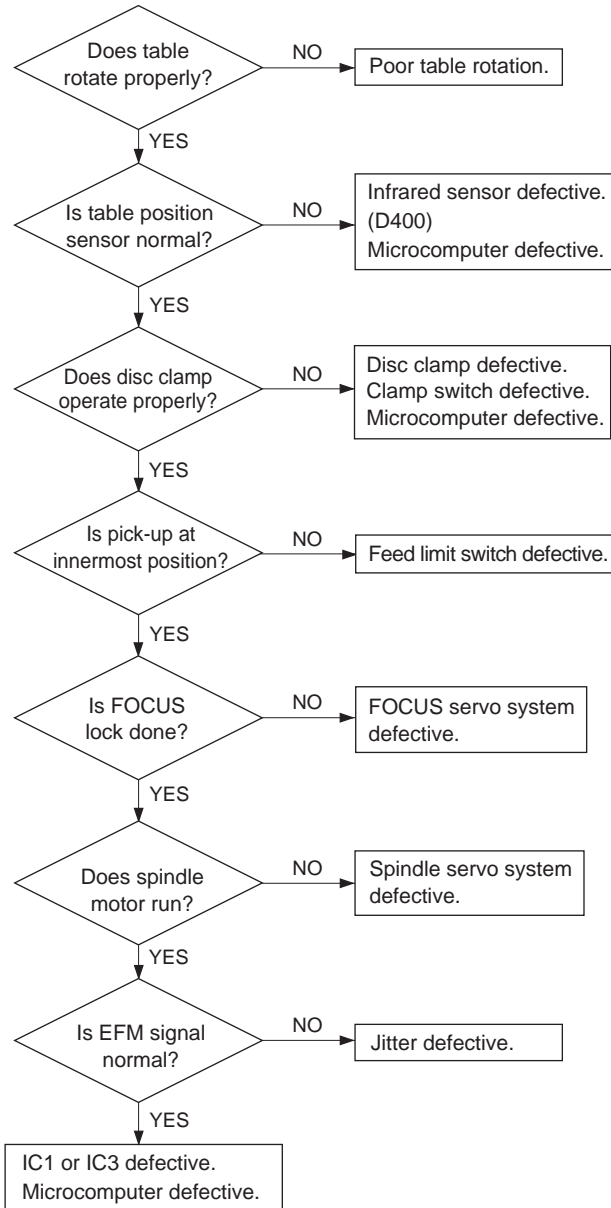 Does table
rotate properly?
NO
Poor table rotation.
YES
Is table position
sensor normal?
NO
Infrared sensor defective.
(D400)
Microcomputer defective.
YES
Does disc clamp
operate properly?
NO
Disc clamp defective.
Clamp switch defective.
Microcomputer defective.
YES
Is pick-up at
innermost position?
NO
Feed limit switch defective.
YES
Is FOCUS
lock done?
NO
FOCUS servo system
defective.
YES
Does spindle
motor run?
NO
Spindle servo system
defective.
YES
Is EFM signal
normal?
NO
Jitter defective.
YES
IC1 or IC3 defective.
Microcomputer defective.